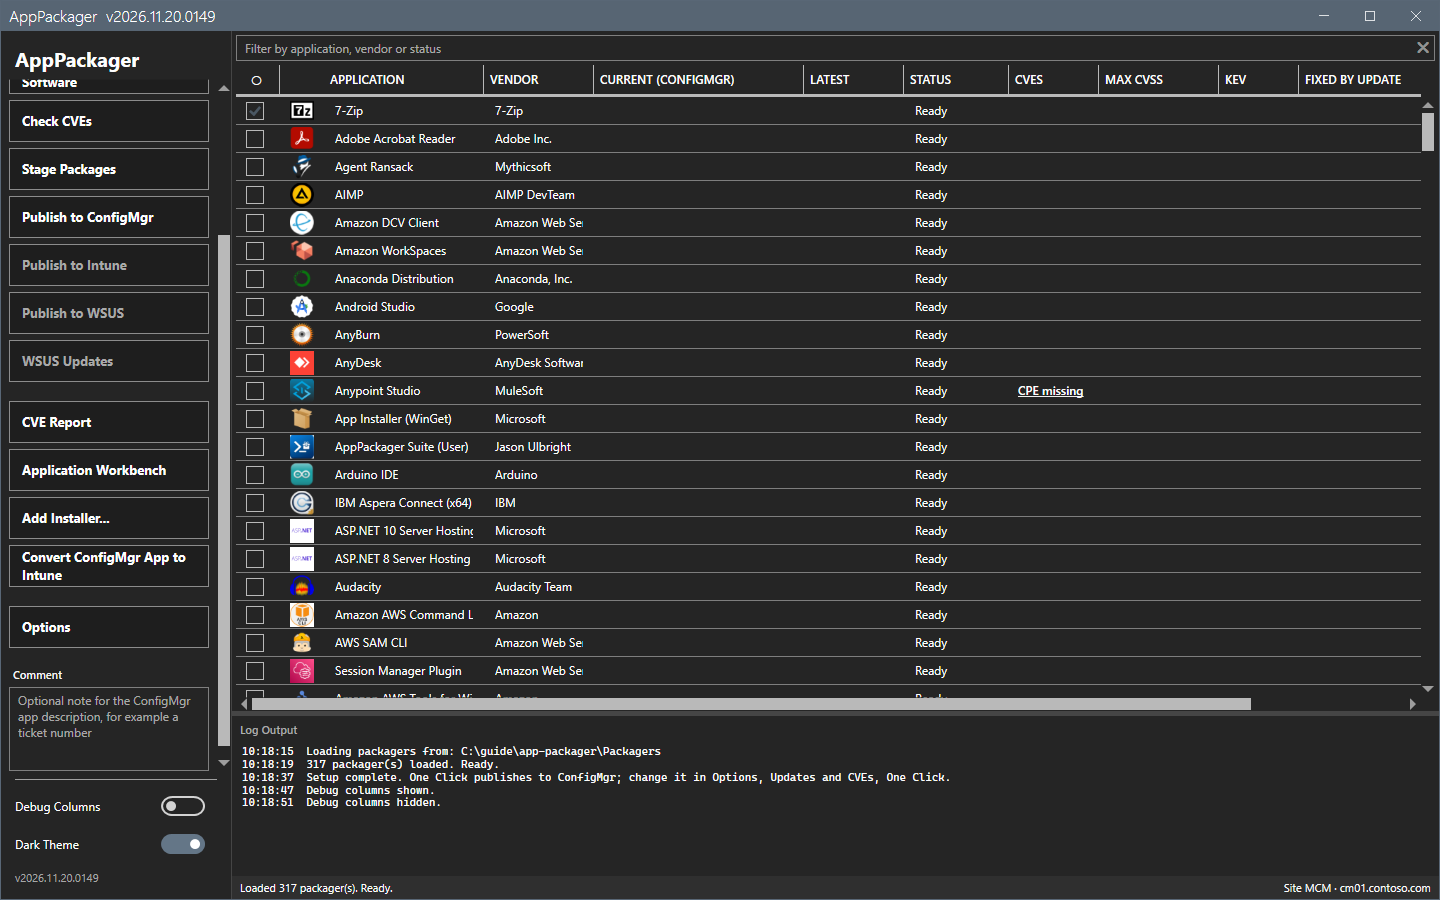 AppPackager v2026.11.20.0149
AppPackager
Software
Check CVEs
Stage Packages
Publish to ConfigMgr
Publish to Intune
Publish to WSUS
WSUS Updates
CVE Report
Application Workbench
Add Installer...
Convert ConfigMgr App to
Intune
Options
Comment
Optional note for the ConfigMgr
app description, for example a
ticket number
Debug Columns
Dark Theme
v2026.11.20.0149
Filter by application, vendor or status
APPLICATION VENDOR CURRENT (CONFIGMGR) LATEST STATUS CVES MAX CVSS KEV FIXED BY UPDATE
7z 7-Zip 7-Zip Ready
Adobe Acrobat Reader Adobe Inc. Ready
Agent Ransack Mythicsoft Ready
AIMP AIMP DevTeam Ready
Amazon DCV Client Amazon Web Se Ready
Amazon WorkSpaces Amazon Web Se Ready
Anaconda Distribution Anaconda, Inc. Ready
Android Studio Google Ready
AnyBurn PowerSoft Ready
AnyDesk AnyDesk Softwa Ready
Anypoint Studio MuleSoft Ready CPE missing
App Installer (WinGet) Microsoft Ready
AppPackager Suite (User) Jason Ulbright Ready
Arduino IDE Arduino Ready
IBM Aspera Connect (x64) IBM Ready
ASP.NET ASP.NET 10 Server Hosting Microsoft Ready
ASP.NET ASP.NET 8 Server Hosting Microsoft Ready
Audacity Audacity Team Ready
Amazon AWS Command L Amazon Ready
AWS SAM CLI Amazon Web Se Ready
Session Manager Plugin Amazon Web Se Ready
Amazon AWS Tools for Wi Amazon Ready
Log Output
10:18:15 Loading packagers from: C:\guide\app-packager\Packagers
10:18:19 317 packager(s) loaded. Ready.
10:18:37 Setup complete. One Click publishes to ConfigMgr; change it in Options, Updates and CVEs, One Click.
10:18:47 Debug columns shown.
10:18:51 Debug columns hidden.
Loaded 317 packager(s). Ready.
Site MCM · cm01.contoso.com